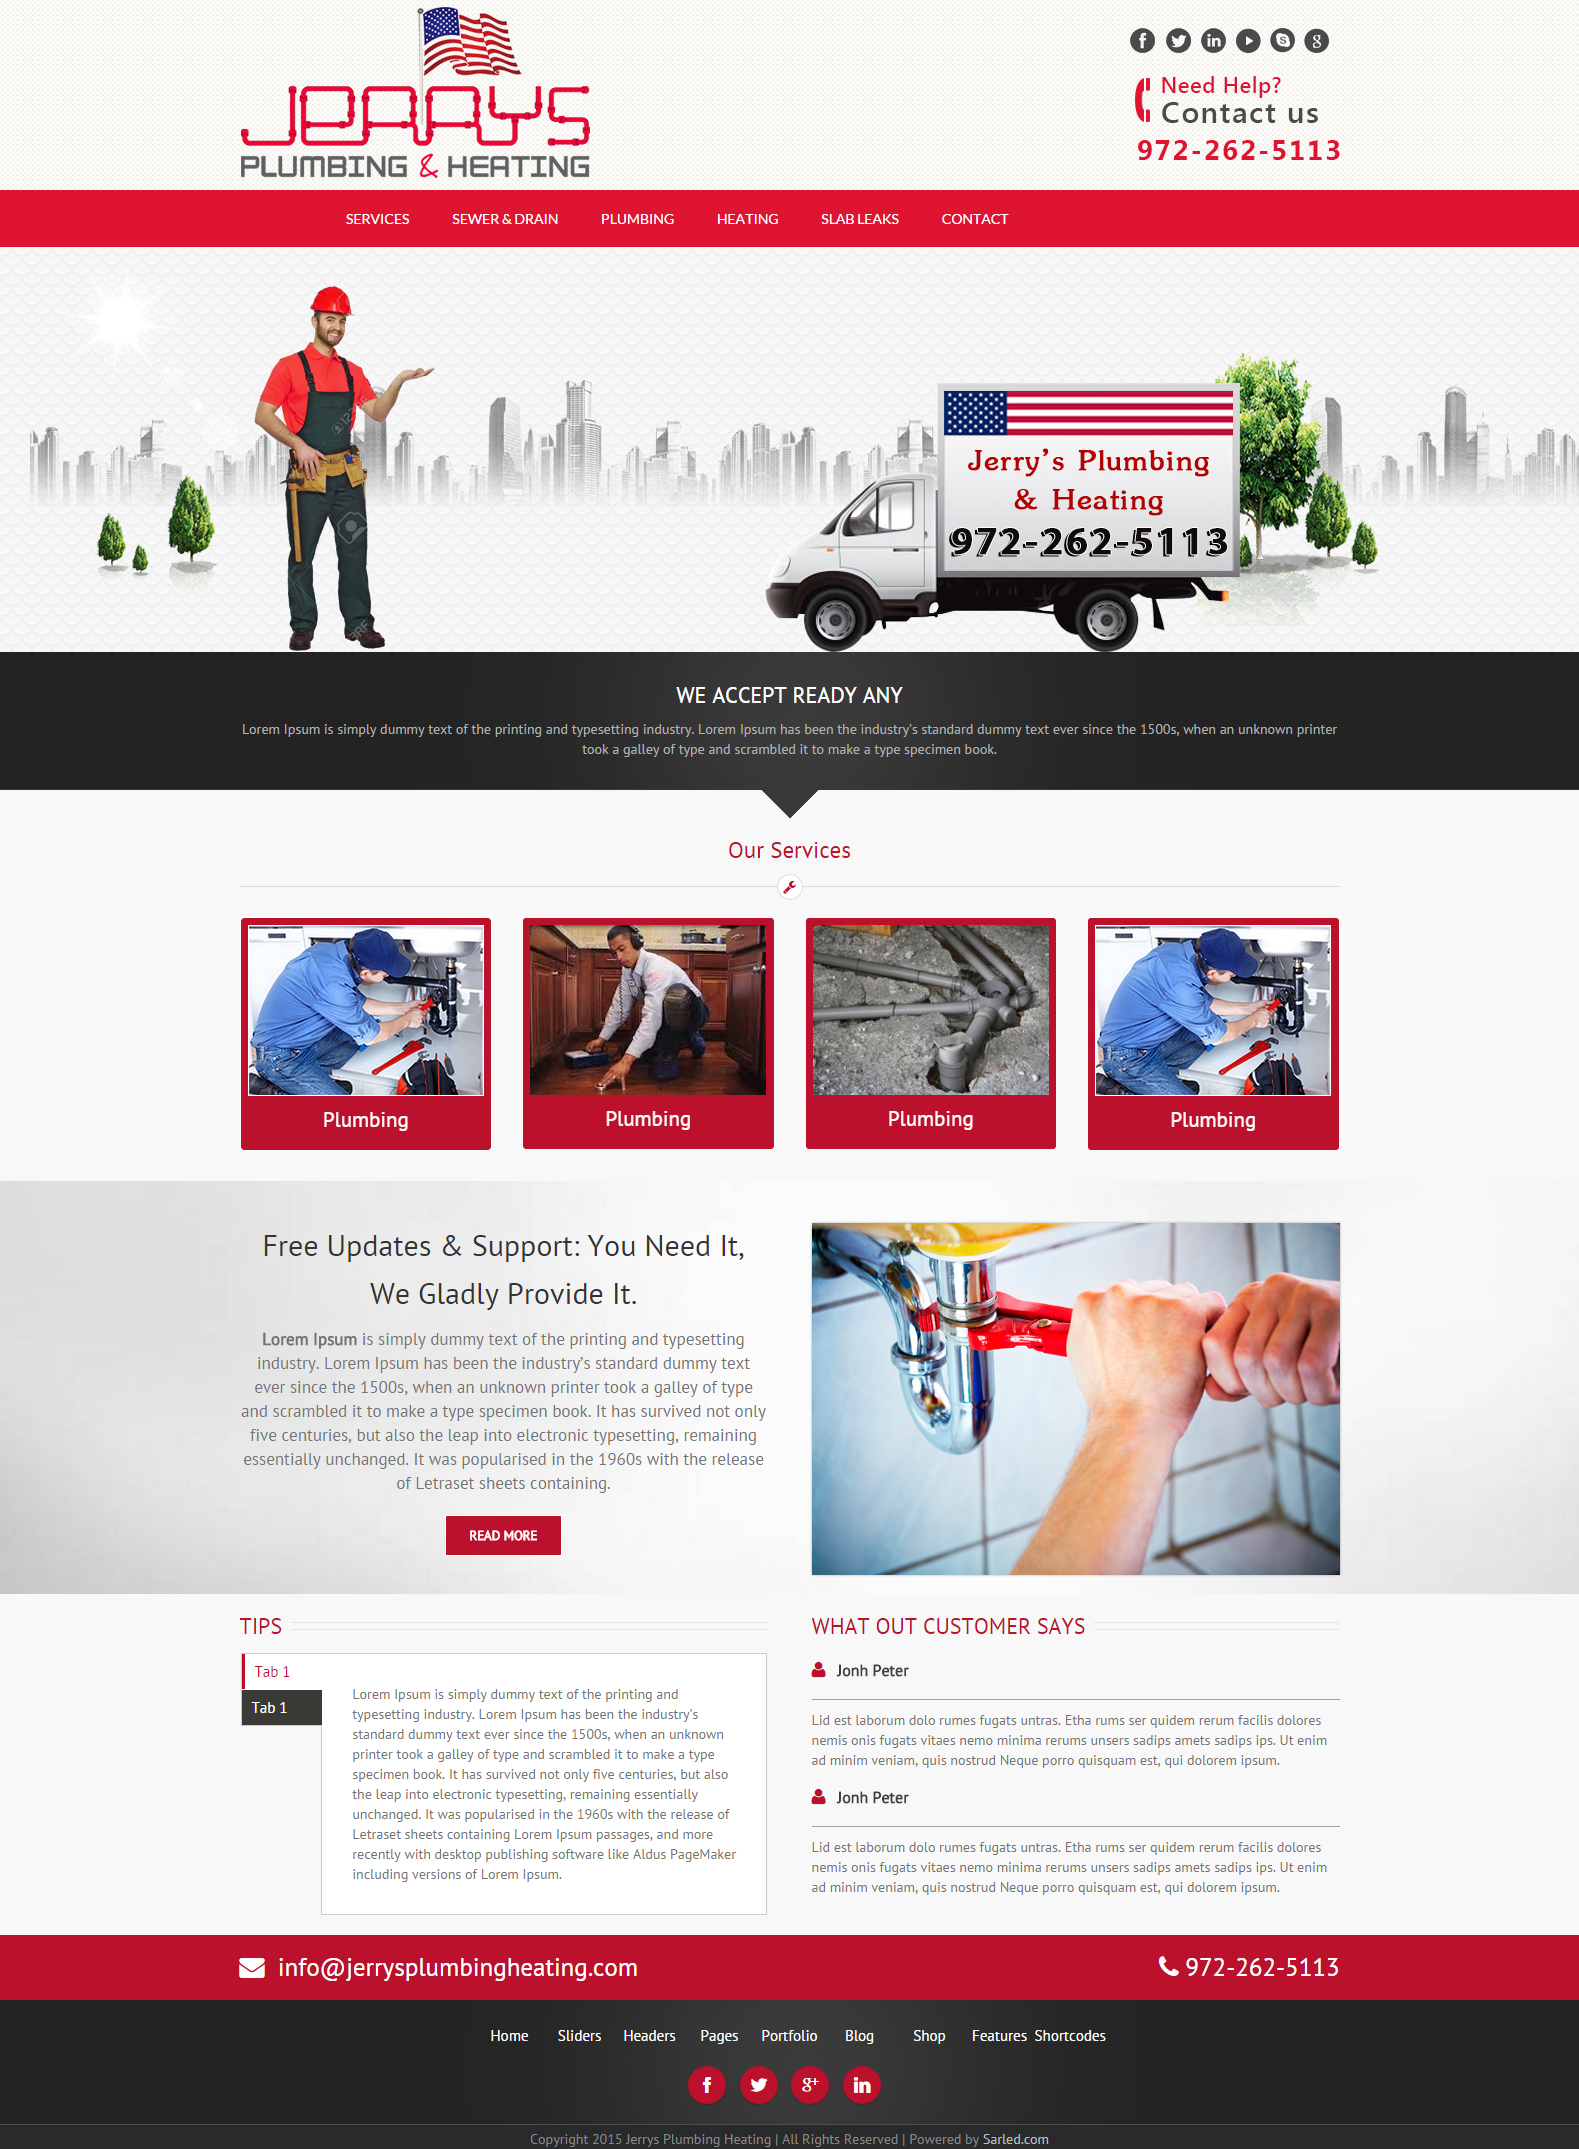 JERRYS
PLUMBING & HEATING
Need Help?
Contact us
972-262-5113
SERVICES SEWER & DRAIN PLUMBING HEATING SLAB LEAKS CONTACT
Jerry's Plumbing
& Heating
972-262-5113
WE ACCEPT READY ANY
Lorem Ipsum is simply dummy text of the printing and typesetting industry. Lorem Ipsum has been the industry's standard dummy text ever since the 1500s, when an unknown printer
took a galley of type and scrambled it to make a type specimen book.
Our Services
Plumbing Plumbing Plumbing Plumbing
Free Updates & Support: You Need It,
We Gladly Provide It.
Lorem Ipsum is simply dummy text of the printing and typesetting
industry. Lorem Ipsum has been the industry's standard dummy text
ever since the 1500s, when an unknown printer took a galley of type
and scrambled it to make a type specimen book. It has survived not only
five centuries, but also the leap into electronic typesetting, remaining
essentially unchanged. It was popularised in the 1960s with the release
of Letraset sheets containing.
READ MORE
TIPS
Tab 1
Tab 1
Lorem Ipsum is simply dummy text of the printing and
typesetting industry. Lorem Ipsum has been the industry's
standard dummy text ever since the 1500s, when an unknown
printer took a galley of type and scrambled it to make a type
specimen book. It has survived not only five centuries, but also
the leap into electronic typesetting, remaining essentially
unchanged. It was popularised in the 1960s with the release of
Letraset sheets containing Lorem Ipsum passages, and more
recently with desktop publishing software like Aldus PageMaker
including versions of Lorem Ipsum.
WHAT OUT CUSTOMER SAYS
Jonh Peter
Lid est laborum dolo rumes fugats untras. Etha rums ser quidem rerum facilis dolores
nemis onis fugats vitaes nemo minima rerums unsers sadips amets sadips ips. Ut enim
ad minim veniam, quis nostrud Neque porro quisquam est, qui dolorem ipsum.
Jonh Peter
Lid est laborum dolo rumes fugats untras. Etha rums ser quidem rerum facilis dolores
nemis onis fugats vitaes nemo minima rerums unsers sadips amets sadips ips. Ut enim
ad minim veniam, quis nostrud Neque porro quisquam est, qui dolorem ipsum.
info@jerrysplumbingheating.com 972-262-5113
Home Sliders Headers Pages Portfolio Blog Shop Features Shortcodes
Copyright 2015 Jerrys Plumbing Heating | All Rights Reserved | Powered by Sarled.com